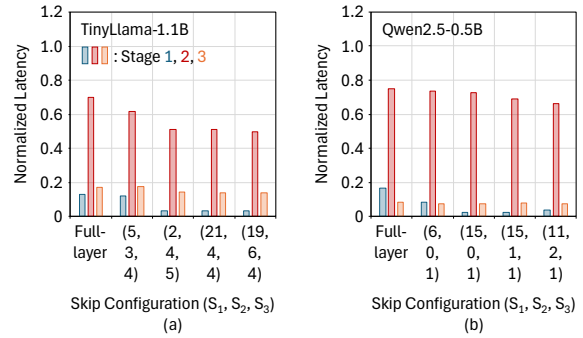 Normalized Latency
1.2
1.0
0.8
0.6
0.4
0.2
0
TinyLlama-1.1B
: Stage 1, 2, 3
Full-
layer
(5,
3,
4)
(2,
4,
5)
(21,
4,
4)
(19,
6,
4)
Skip Configuration (S₁, S₂, S₃)
(a)
Normalized Latency
1.2
1.0
0.8
0.6
0.4
0.2
0
Qwen2.5-0.5B
Full-
layer
(6,
0,
1)
(15,
0,
1)
(15,
1,
1)
(11,
2,
1)
Skip Configuration (S₁, S₂, S₃)
(b)